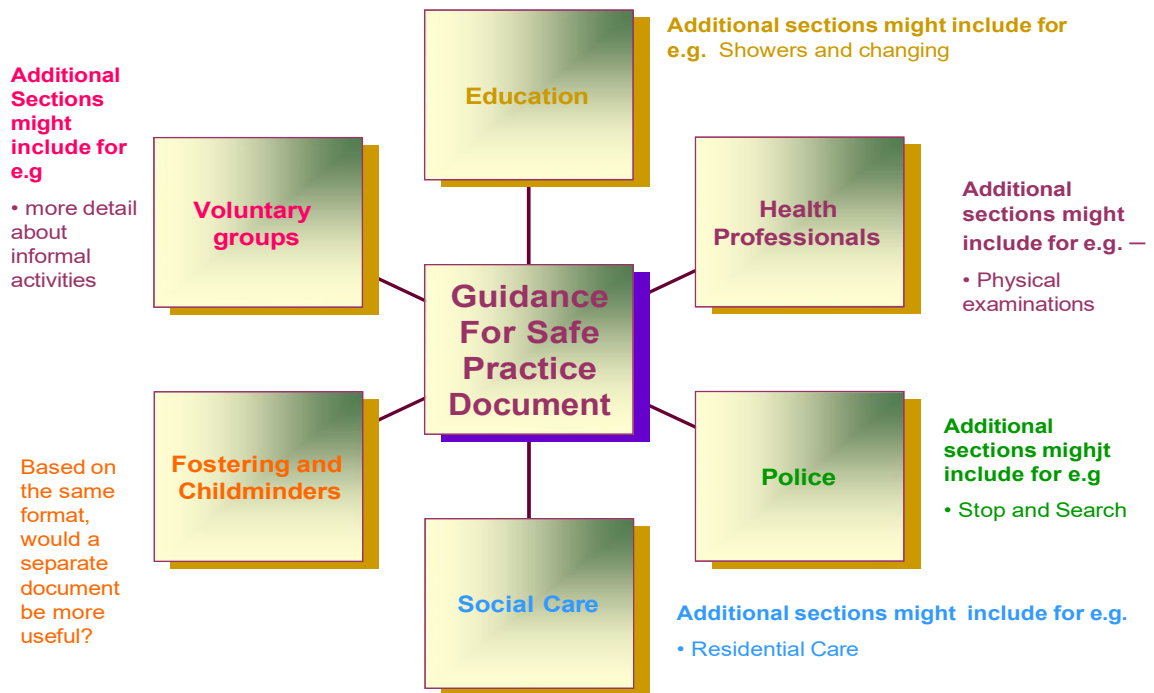 Education
Additional sections might include for
e.g. Showers and changing
Additional
Sections
might
include for
e.g
• more detail
about
informal
activities
Voluntary
groups
Health
Professionals
Additional
sections might
include for e.g. –
• Physical
examinations
Guidance
For Safe
Practice
Document
Based on
the same
format,
would a
separate
document
be more
useful?
Fostering and
Childminders
Police
Additional
sections mighjt
include for e.g
• Stop and Search
Social Care
Additional sections might include for e.g.
• Residential Care